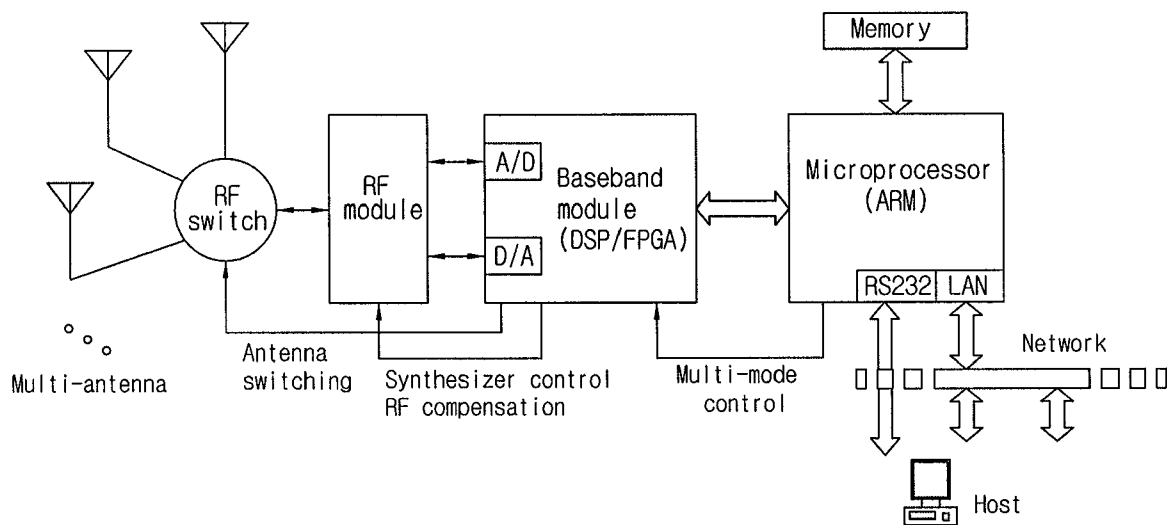 Memory
RF
switch
RF
module
A/D
D/A
Baseband
module
(DSP/FPGA)
Microprocessor
(ARM)
RS232
LAN
Multi-antenna
Antenna
switching
Synthesizer control
RF compensation
Multi-mode
control
Network
Host